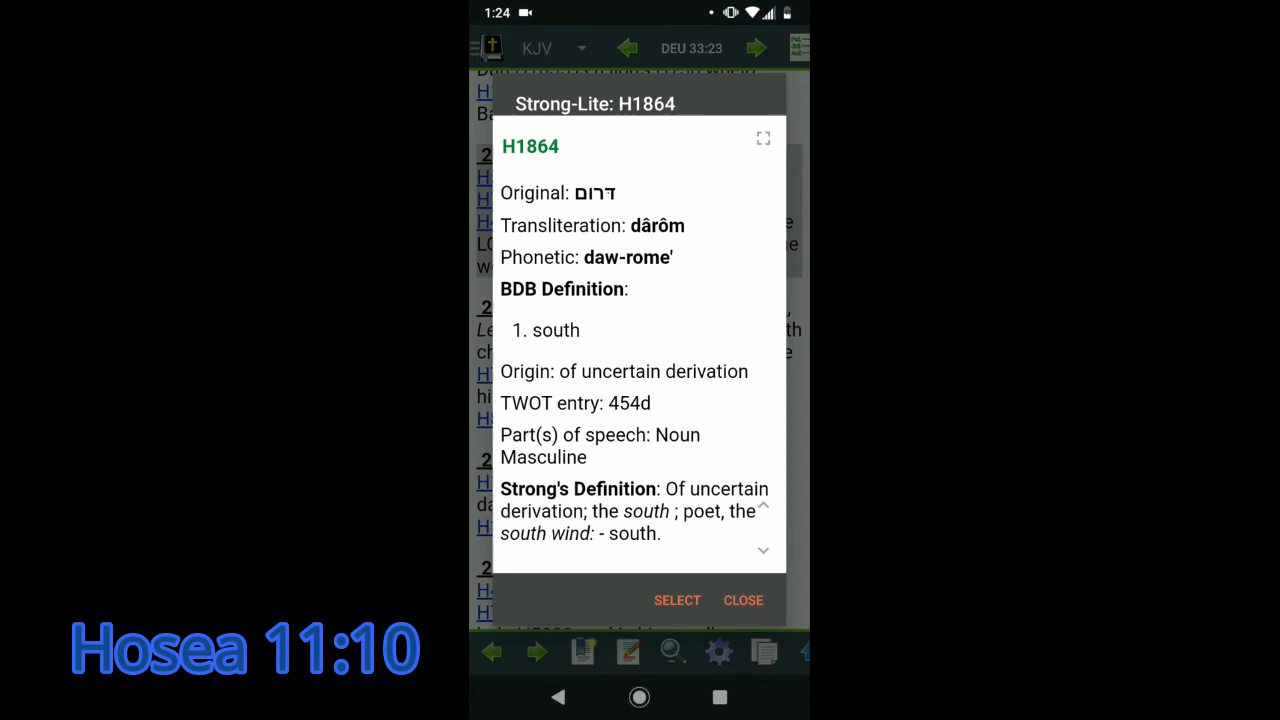 1:24
KJV
DEU 33:23
Strong-Lite: H1864
H1864
Original: דּרום
Transliteration: dârôm
Phonetic: daw-rome'
BDB Definition:
1. south
Origin: of uncertain derivation
TWOT entry: 454d
Part(s) of speech: Noun
Masculine
Strong's Definition: Of uncertain
derivation; the south ; poet, the
south wind: - south.
SELECT CLOSE
Hosea 11:10